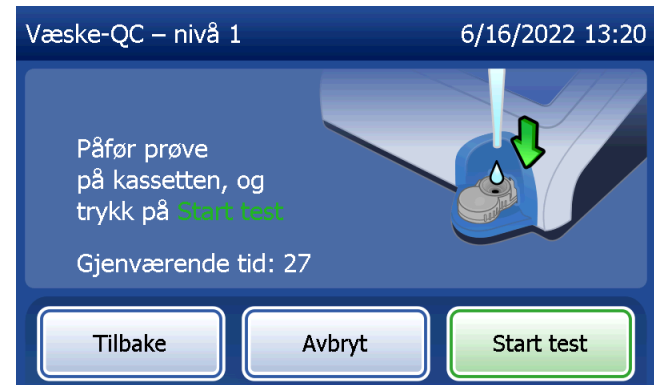 Væske-QC – nivå 1
6/16/2022 13:20
Påfør prøve
på kassetten, og
trykk på Start test
Gjenværende tid: 27
Tilbake
Avbryt
Start test